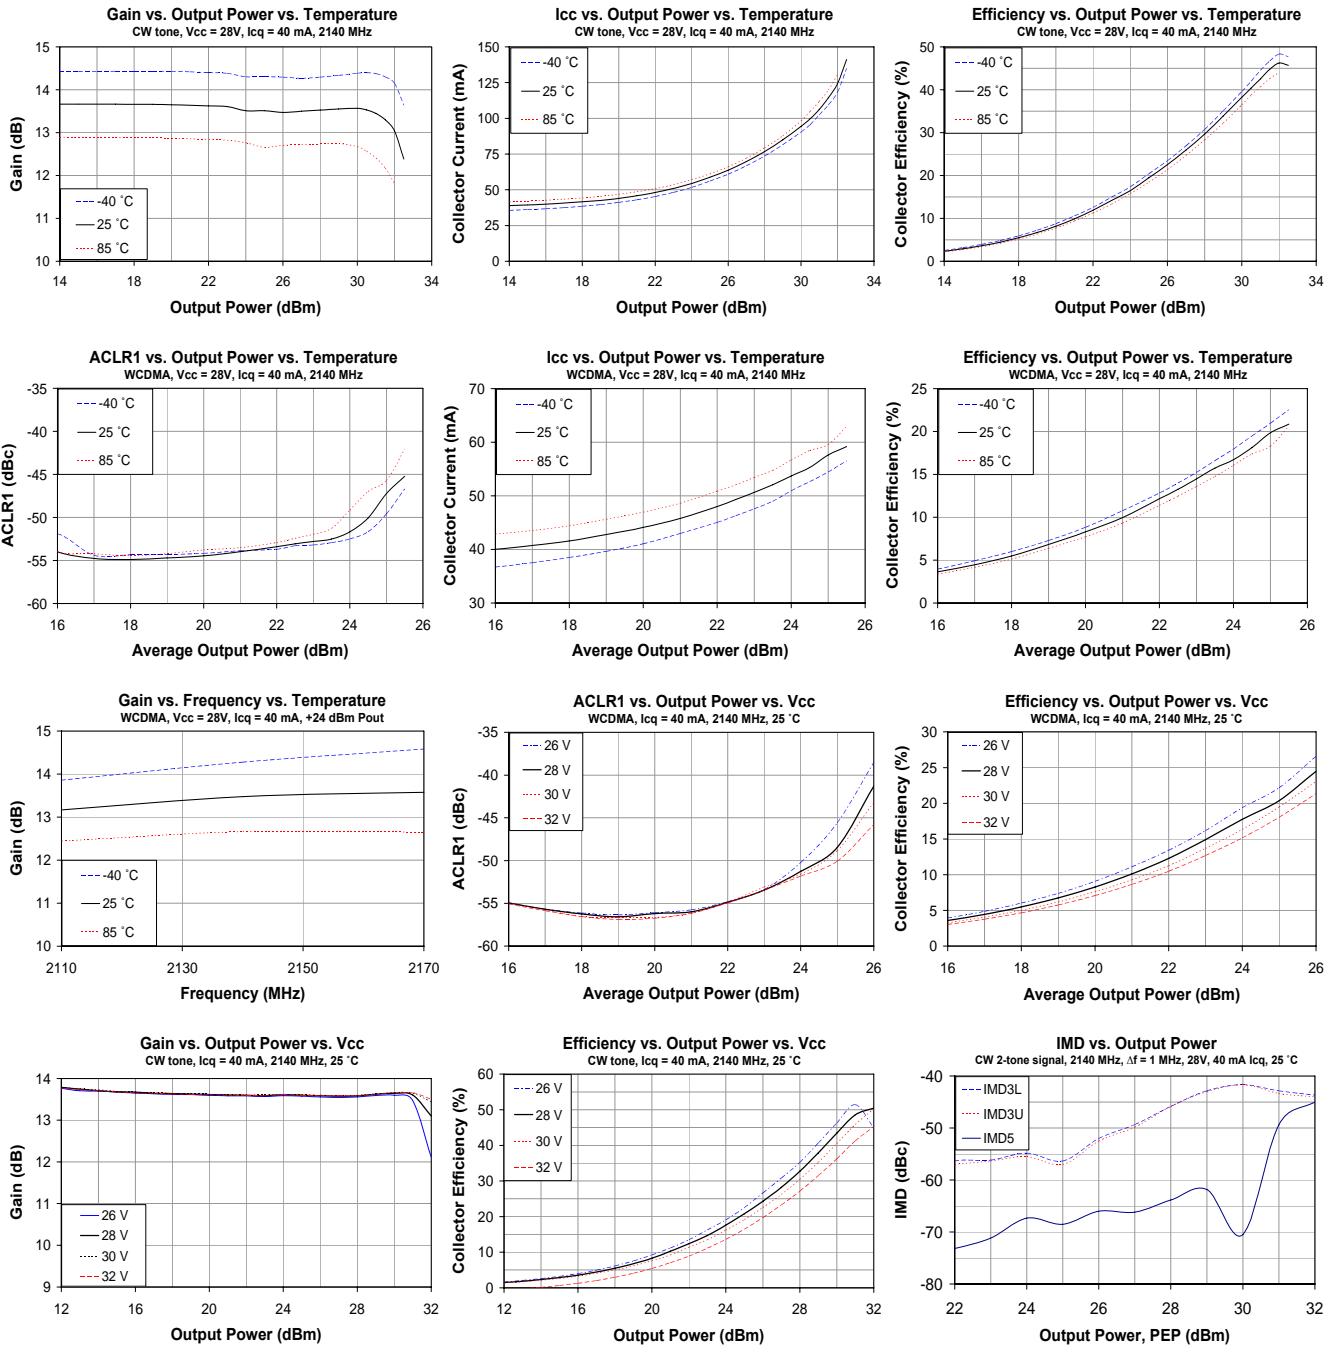 Gain vs. Output Power vs. Temperature
CW tone, Vcc = 28V, Icq = 40 mA, 2140 MHz
15
14
13
12
11
10
Gain (dB)
-40 ˚C
25 ˚C
85 ˚C
14 18 22 26 30 34
Output Power (dBm)
Icc vs. Output Power vs. Temperature
CW tone, Vcc = 28V, Icq = 40 mA, 2140 MHz
150
125
100
75
50
25
0
Collector Current (mA)
-40 ˚C
25 ˚C
85 ˚C
14 18 22 26 30 34
Output Power (dBm)
Efficiency vs. Output Power vs. Temperature
CW tone, Vcc = 28V, Icq = 40 mA, 2140 MHz
50
40
30
20
10
0
Collector Efficiency (%)
-40 ˚C
25 ˚C
85 ˚C
14 18 22 26 30 34
Output Power (dBm)
ACLR1 vs. Output Power vs. Temperature
WCDMA, Vcc = 28V, Icq = 40 mA, 2140 MHz
-35
-40
-45
-50
-55
-60
ACLR1 (dBc)
-40 ˚C
25 ˚C
85 ˚C
16 18 20 22 24 26
Average Output Power (dBm)
Icc vs. Output Power vs. Temperature
WCDMA, Vcc = 28V, Icq = 40 mA, 2140 MHz
70
60
50
40
30
Collector Current (mA)
-40 ˚C
25 ˚C
85 ˚C
16 18 20 22 24 26
Average Output Power (dBm)
Efficiency vs. Output Power vs. Temperature
WCDMA, Vcc = 28V, Icq = 40 mA, 2140 MHz
25
20
15
10
5
0
Collector Efficiency (%)
-40 ˚C
25 ˚C
85 ˚C
16 18 20 22 24 26
Average Output Power (dBm)
Gain vs. Frequency vs. Temperature
WCDMA, Vcc = 28V, Icq = 40 mA, +24 dBm Pout
15
14
13
12
11
10
Gain (dB)
-40 ˚C
25 ˚C
85 ˚C
2110 2130 2150 2170
Frequency (MHz)
ACLR1 vs. Output Power vs. Vcc
WCDMA, Icq = 40 mA, 2140 MHz, 25 ˚C
-35
-40
-45
-50
-55
-60
ACLR1 (dBc)
26 V
28 V
30 V
32 V
16 18 20 22 24 26
Average Output Power (dBm)
Efficiency vs. Output Power vs. Vcc
WCDMA, Icq = 40 mA, 2140 MHz, 25 ˚C
30
25
20
15
10
5
0
Collector Efficiency (%)
26 V
28 V
30 V
32 V
16 18 20 22 24 26
Average Output Power (dBm)
Gain vs. Output Power vs. Vcc
CW tone, Icq = 40 mA, 2140 MHz, 25 ˚C
14
13
12
11
10
9
Gain (dB)
26 V
28 V
30 V
32 V
12 16 20 24 28 32
Output Power (dBm)
Efficiency vs. Output Power vs. Vcc
CW tone, Icq = 40 mA, 2140 MHz, 25 ˚C
60
50
40
30
20
10
0
Collector Efficiency (%)
26 V
28 V
30 V
32 V
12 16 20 24 28 32
Output Power (dBm)
IMD vs. Output Power
CW 2-tone signal, 2140 MHz, Δf = 1 MHz, 28V, 40 mA Icq, 25 ˚C
-40
-50
-60
-70
-80
IMD (dBc)
IMD3L
IMD3U
IMD5
22 24 26 28 30 32
Output Power, PEP (dBm)